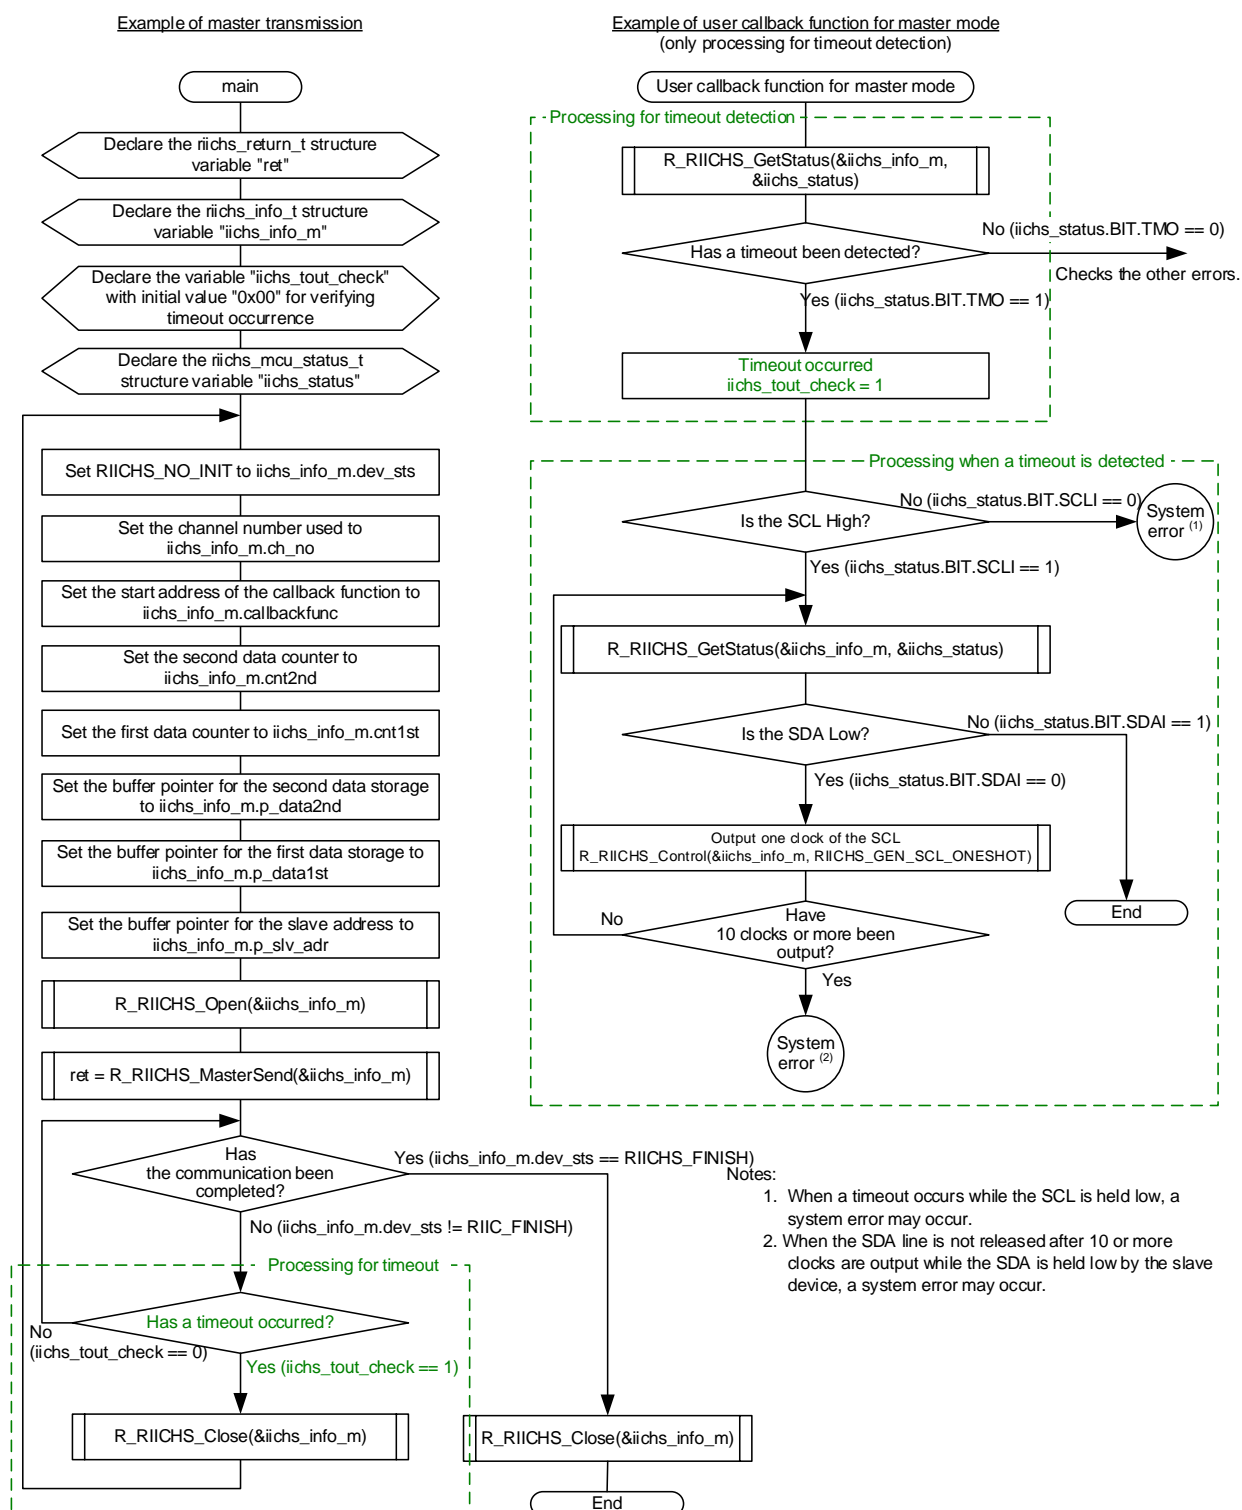 Example of master transmission
main
Declare the riichs_return_t structure
variable "ret"
Declare the riichs_info_t structure
variable "iichs_info_m"
Declare the variable "iichs_tout_check"
with initial value "0x00" for verifying
timeout occurrence
Declare the riichs_mcu_status_t
structure variable "iichs_status"
Set RIICHS_NO_INIT to iichs_info_m.dev_sts
Set the channel number used to
iichs_info_m.ch_no
Set the start address of the callback function to
iichs_info_m.callbackfunc
Set the second data counter to
iichs_info_m.cnt2nd
Set the first data counter to iichs_info_m.cnt1st
Set the buffer pointer for the second data storage
to iichs_info_m.p_data2nd
Set the buffer pointer for the first data storage to
iichs_info_m.p_data1st
Set the buffer pointer for the slave address to
iichs_info_m.p_slv_adr
R_RIICHS_Open(&iichs_info_m)
ret = R_RIICHS_MasterSend(&iichs_info_m)
Has
the communication been
completed?
Yes (iichs_info_m.dev_sts == RIICHS_FINISH)
No (iichs_info_m.dev_sts != RIIC_FINISH)
Processing for timeout
Has a timeout occurred?
No
(iichs_tout_check == 0)
Yes (iichs_tout_check == 1)
R_RIICHS_Close(&iichs_info_m)
R_RIICHS_Close(&iichs_info_m)
End
Example of user callback function for master mode
(only processing for timeout detection)
User callback function for master mode
Processing for timeout detection
R_RIICHS_GetStatus(&iichs_info_m,
&iichs_status)
Has a timeout been detected?
No (iichs_status.BIT.TMO == 0)
Checks the other errors.
Yes (iichs_status.BIT.TMO == 1)
Timeout occurred
iichs_tout_check = 1
Processing when a timeout is detected
Is the SCL High?
No (iichs_status.BIT.SCLI == 0)
System
error (1)
Yes (iichs_status.BIT.SCLI == 1)
R_RIICHS_GetStatus(&iichs_info_m, &iichs_status)
Is the SDA Low?
No (iichs_status.BIT.SDAI == 1)
Yes (iichs_status.BIT.SDAI == 0)
Output one clock of the SCL
R_RIICHS_Control(&iichs_info_m, RIICHS_GEN_SCL_ONESHOT)
End
No
Have
10 clocks or more been
output?
Yes
System
error (2)
Notes:
1. When a timeout occurs while the SCL is held low, a
system error may occur.
2. When the SDA line is not released after 10 or more
clocks are output while the SDA is held low by the slave
device, a system error may occur.